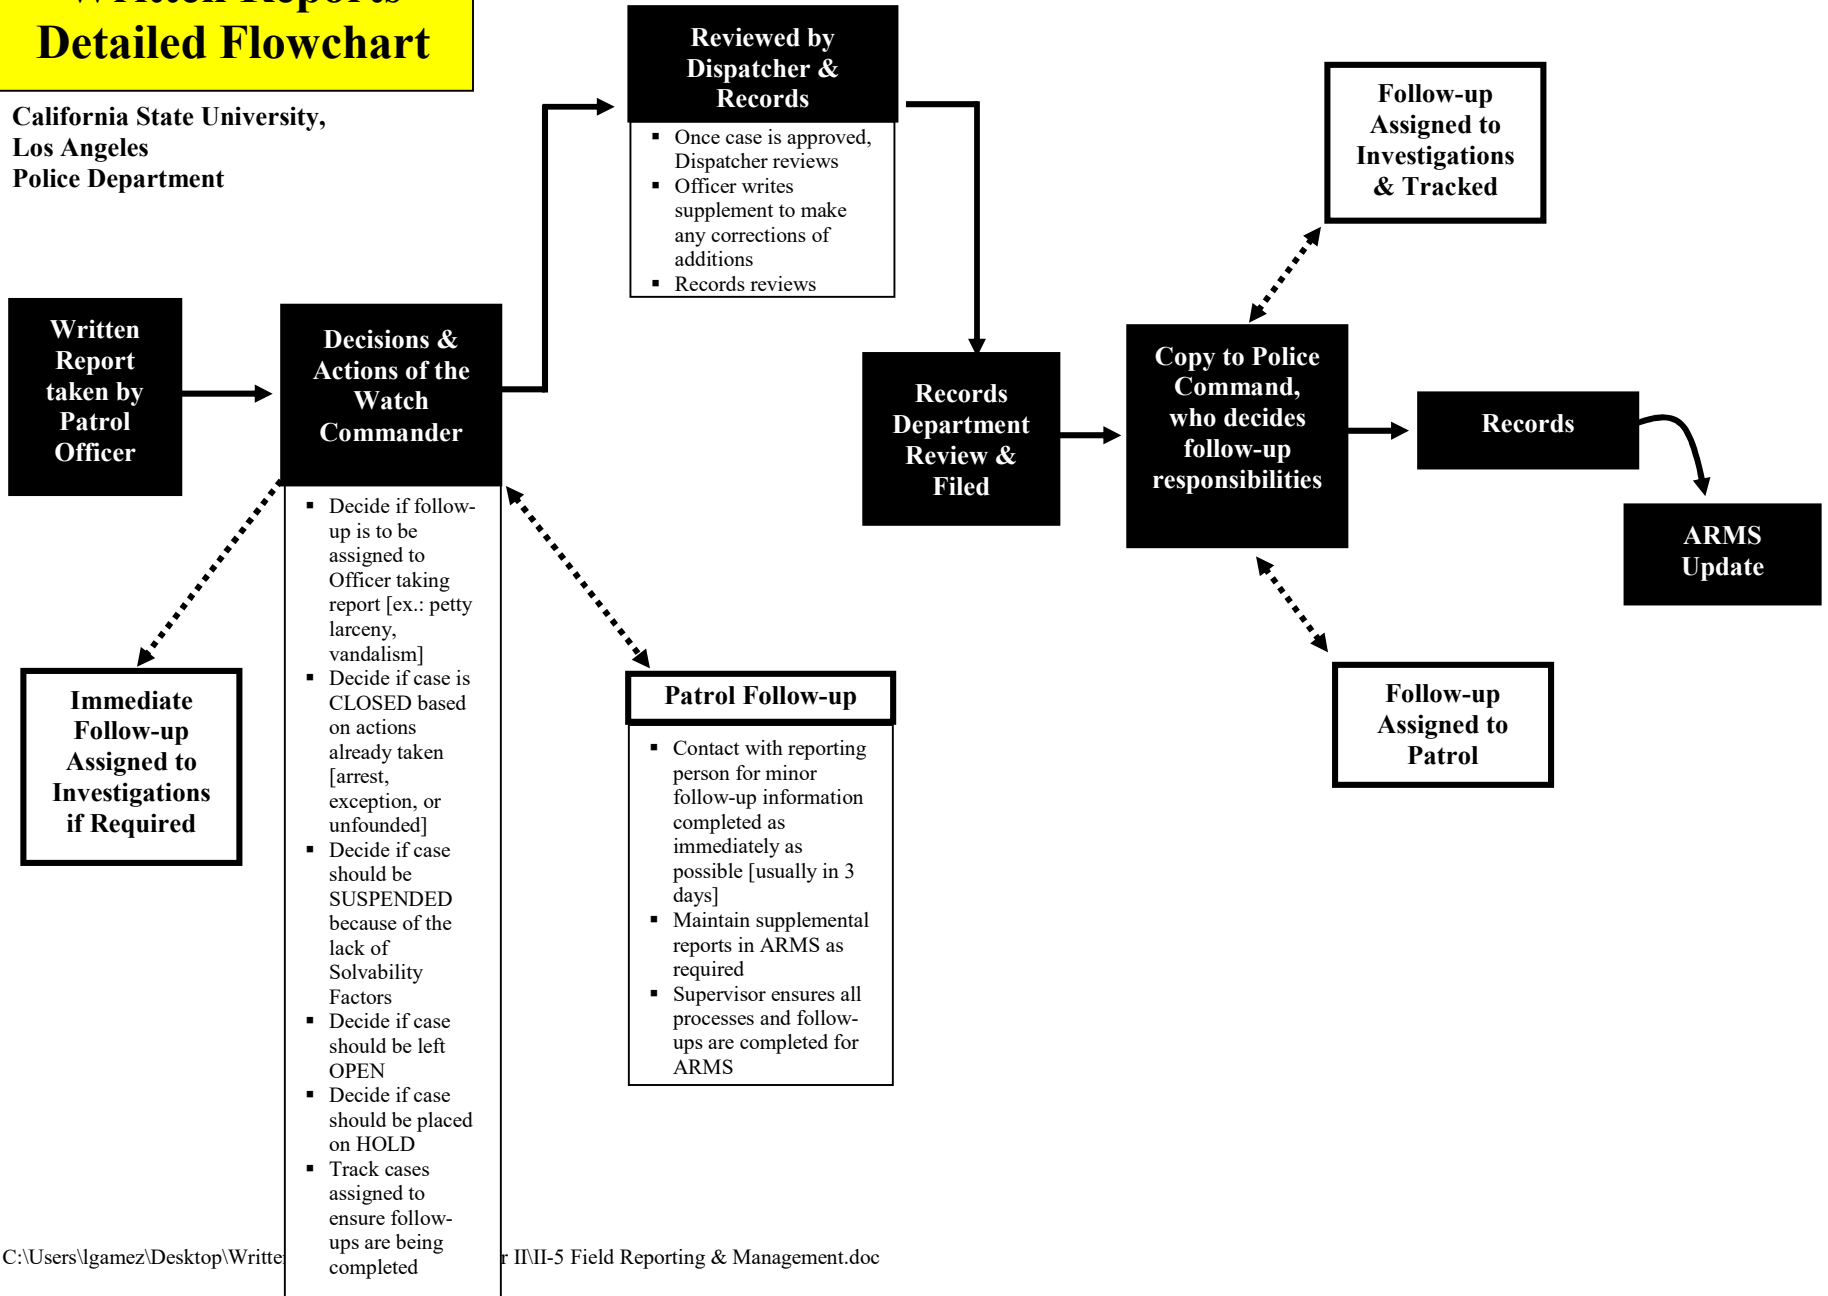 Written Reports
Detailed Flowchart
California State University,
Los Angeles
Police Department
Reviewed by
Dispatcher &
Records
▪ Once case is approved,
Dispatcher reviews
▪ Officer writes
supplement to make
any corrections of
additions
▪ Records reviews
Follow-up
Assigned to
Investigations
& Tracked
Written
Report
taken by
Patrol
Officer
Decisions &
Actions of the
Watch
Commander
▪ Decide if follow-
up is to be
assigned to
Officer taking
report [ex.: petty
larceny,
vandalism]
▪ Decide if case is
CLOSED based
on actions
already taken
[arrest,
exception, or
unfounded]
▪ Decide if case
should be
SUSPENDED
because of the
lack of
Solvability
Factors
▪ Decide if case
should be left
OPEN
▪ Decide if case
should be placed
on HOLD
▪ Track cases
assigned to
ensure follow-
ups are being
completed
Records
Department
Review &
Filed
Copy to Police
Command,
who decides
follow-up
responsibilities
Records
ARMS
Update
Immediate
Follow-up
Assigned to
Investigations
if Required
Patrol Follow-up
▪ Contact with reporting
person for minor
follow-up information
completed as
immediately as
possible [usually in 3
days]
▪ Maintain supplemental
reports in ARMS as
required
▪ Supervisor ensures all
processes and follow-
ups are completed for
ARMS
Follow-up
Assigned to
Patrol
C:\Users\lgamez\Desktop\Writte r II\II-5 Field Reporting & Management.doc